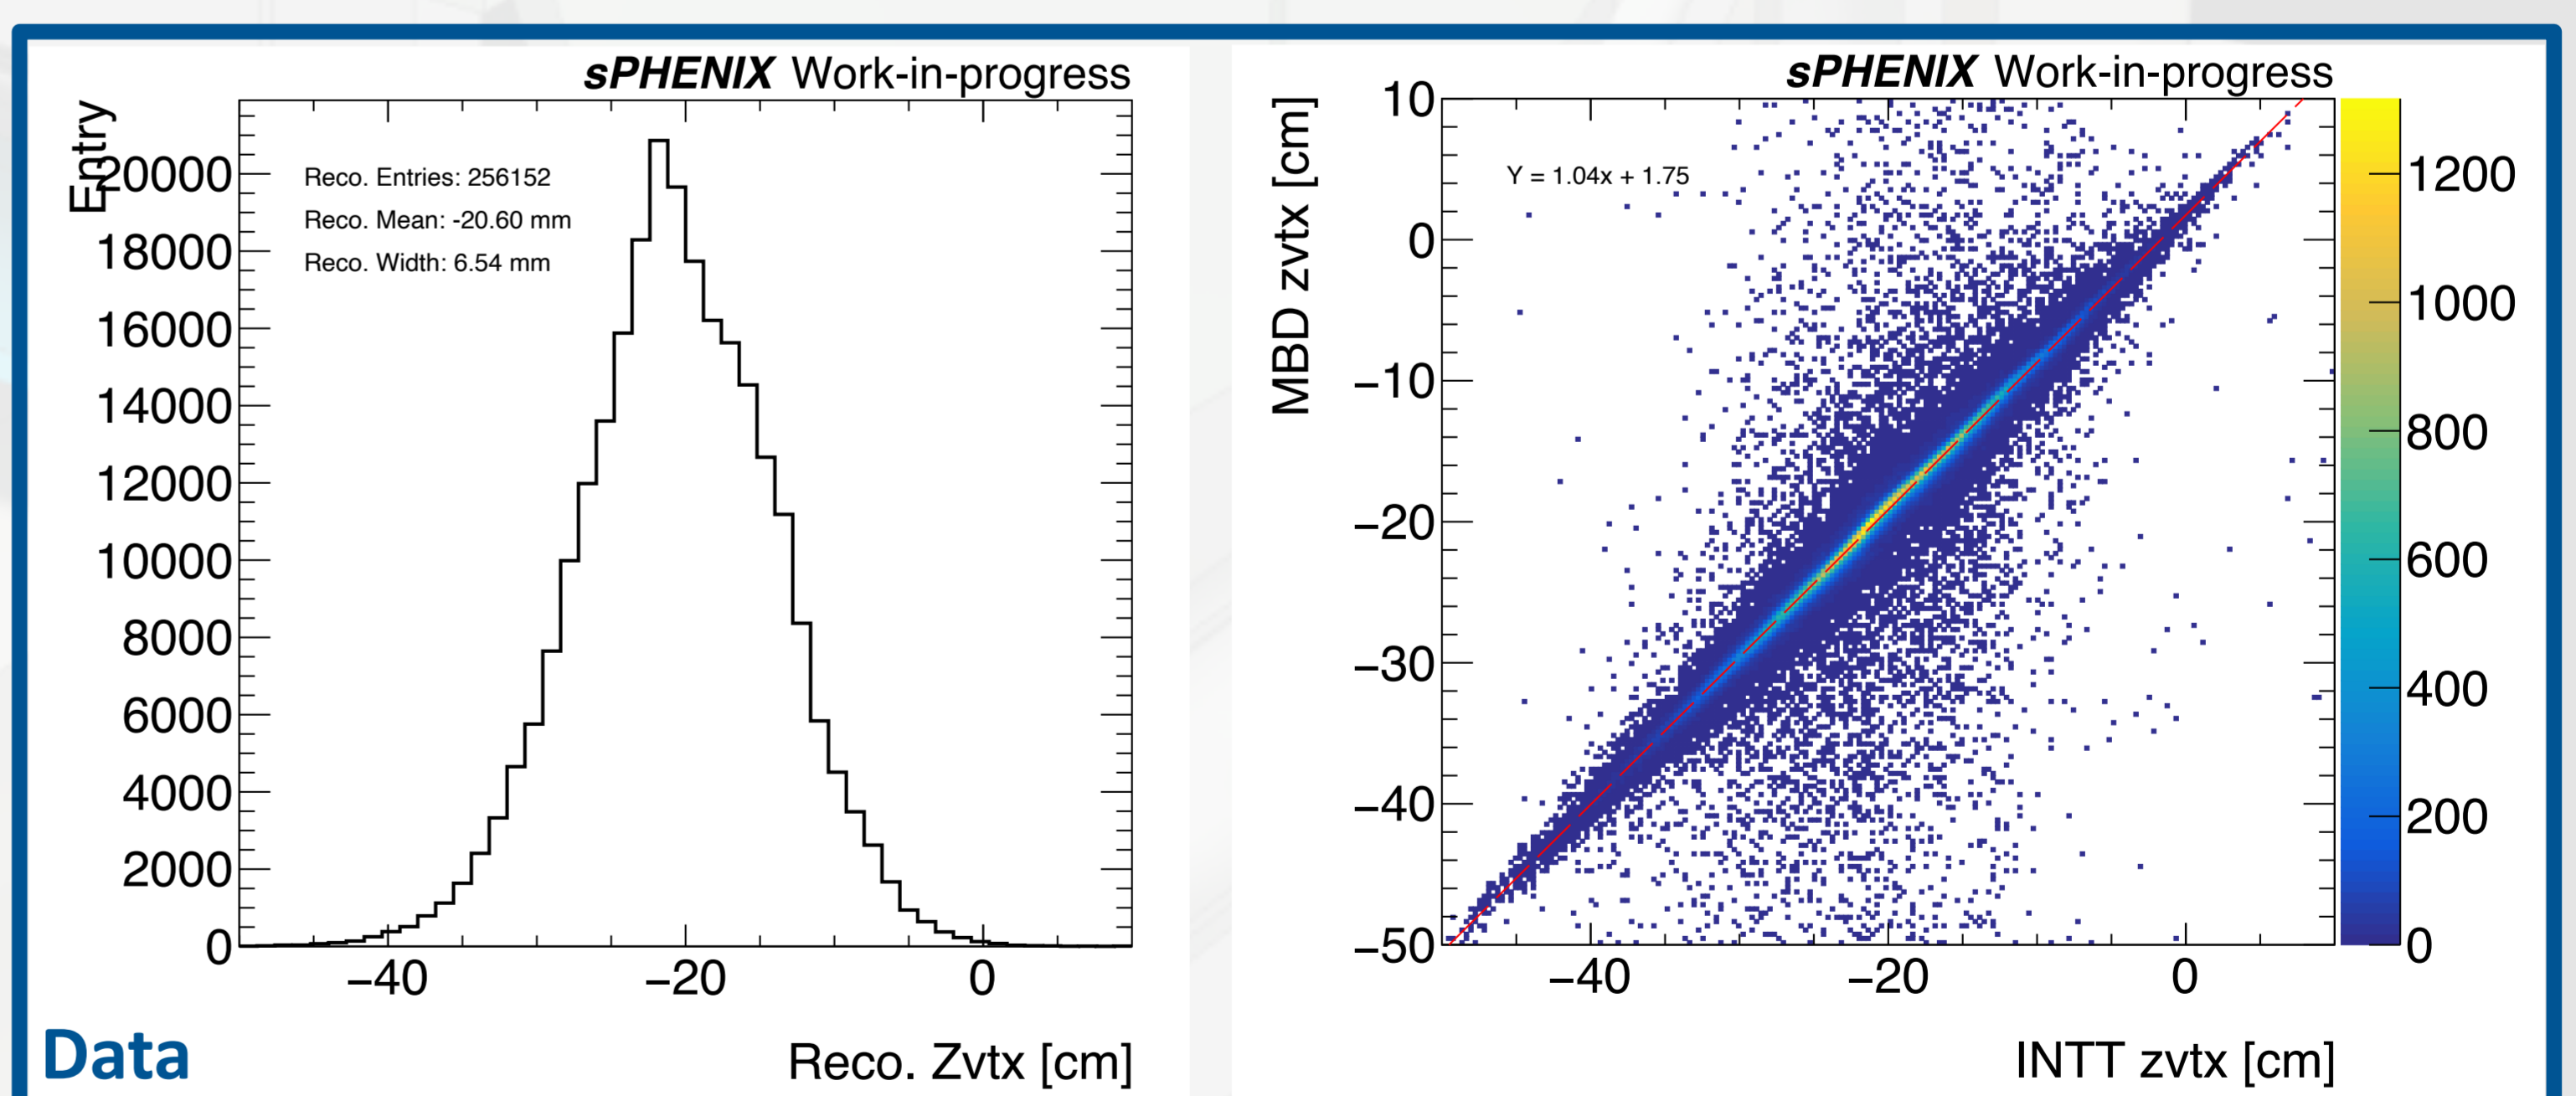 sPHENIX Work-in-progress
Entry
20000
18000
16000
14000
12000
10000
8000
6000
4000
2000
0
Reco. Entries: 256152
Reco. Mean: -20.60 mm
Reco. Width: 6.54 mm
−40 −20 0
Reco. Zvtx [cm]
Data
sPHENIX Work-in-progress
MBD zvtx [cm]
10
0
−10
−20
−30
−40
−50
Y = 1.04x + 1.75
−40 −20 0
INTT zvtx [cm]
1200
1000
800
600
400
200
0